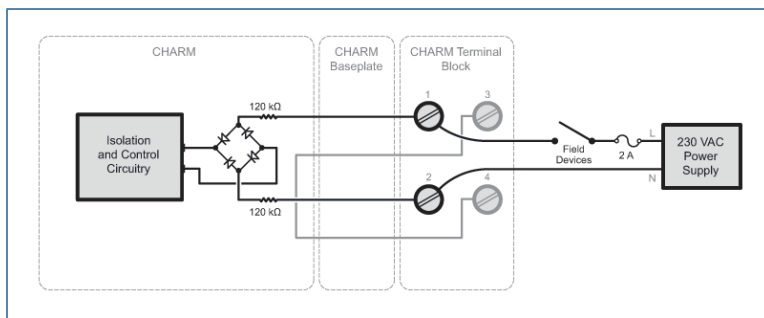 CHARM
CHARM
Baseplate
CHARM Terminal
Block
120 kΩ
1
3
Isolation
and Control
Circuitry
Field
Devices
2 A
L
N
230 VAC
Power
Supply
2
4
120 kΩ